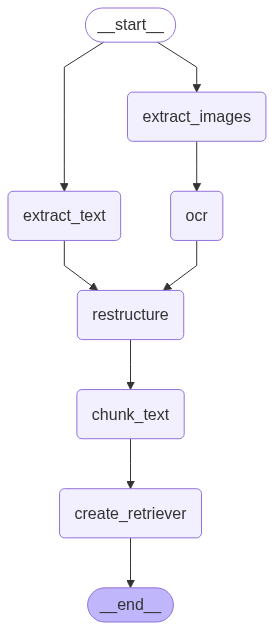 __start__
extract_images
extract_text
ocr
restructure
chunk_text
create_retriever
__end__